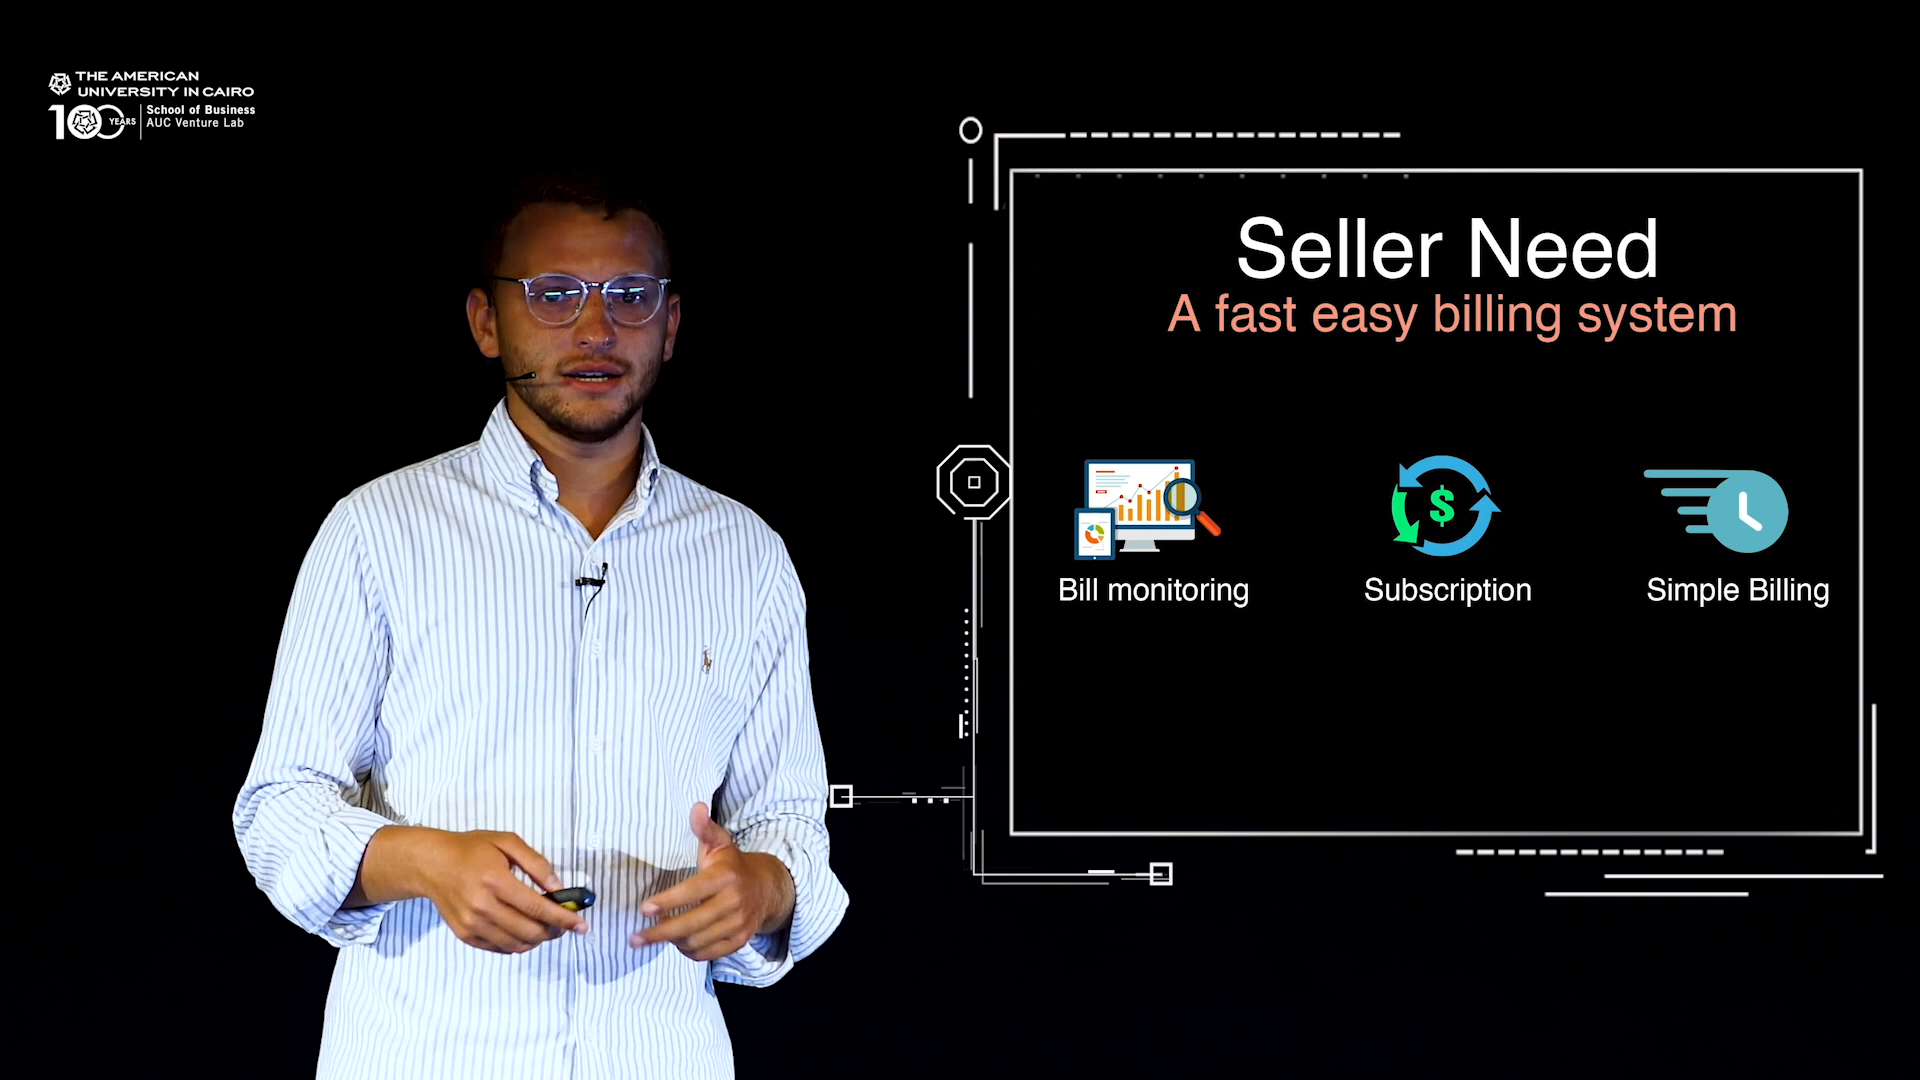 THE AMERICAN
UNIVERSITY IN CAIRO
100 YEARS
School of Business
AUC Venture Lab
Seller Need
A fast easy billing system
$
Bill monitoring
Subscription
Simple Billing